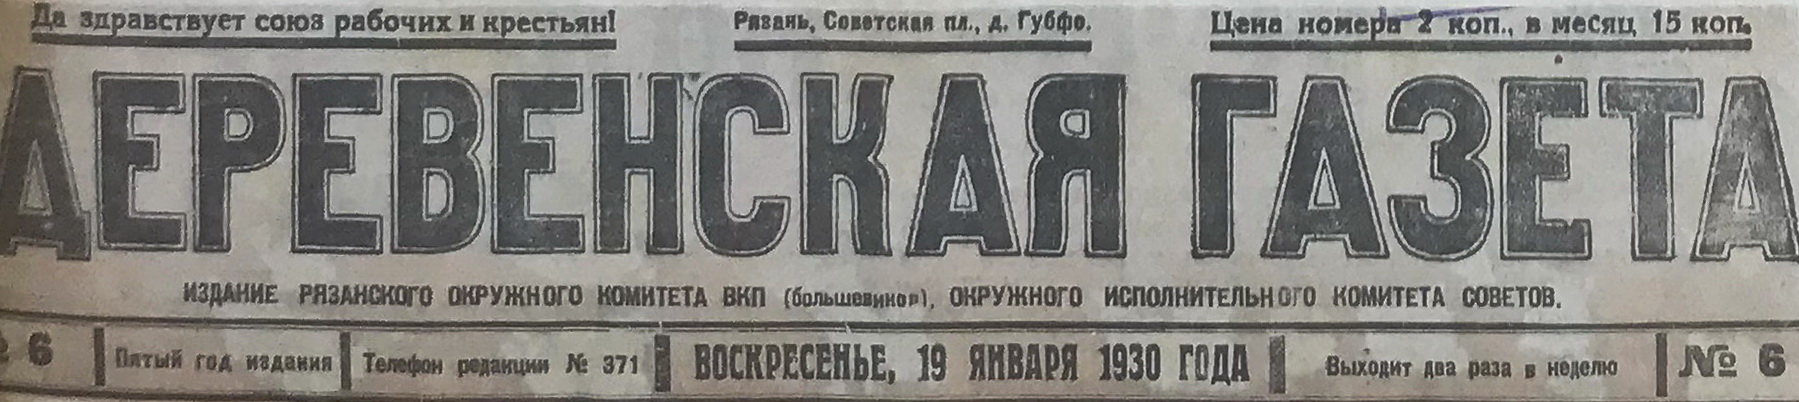 Да здравствует союз рабочих и крестьян!
Рязань, Советская пл., д. Губфо.
Цена номера 2 коп., в месяц 15 коп.
ДЕРЕВЕНСКАЯ ГАЗЕТА
ИЗДАНИЕ РЯЗАНСКОГО ОКРУЖНОГО КОМИТЕТА ВКП (большевиков), ОКРУЖНОГО ИСПОЛНИТЕЛЬНОГО КОМИТЕТА СОВЕТОВ.
№ 6
Пятый год издания
Телефон редакции № 371
ВОСКРЕСЕНЬЕ, 19 ЯНВАРЯ 1930 ГОДА
Выходит два раза в неделю
№ 6